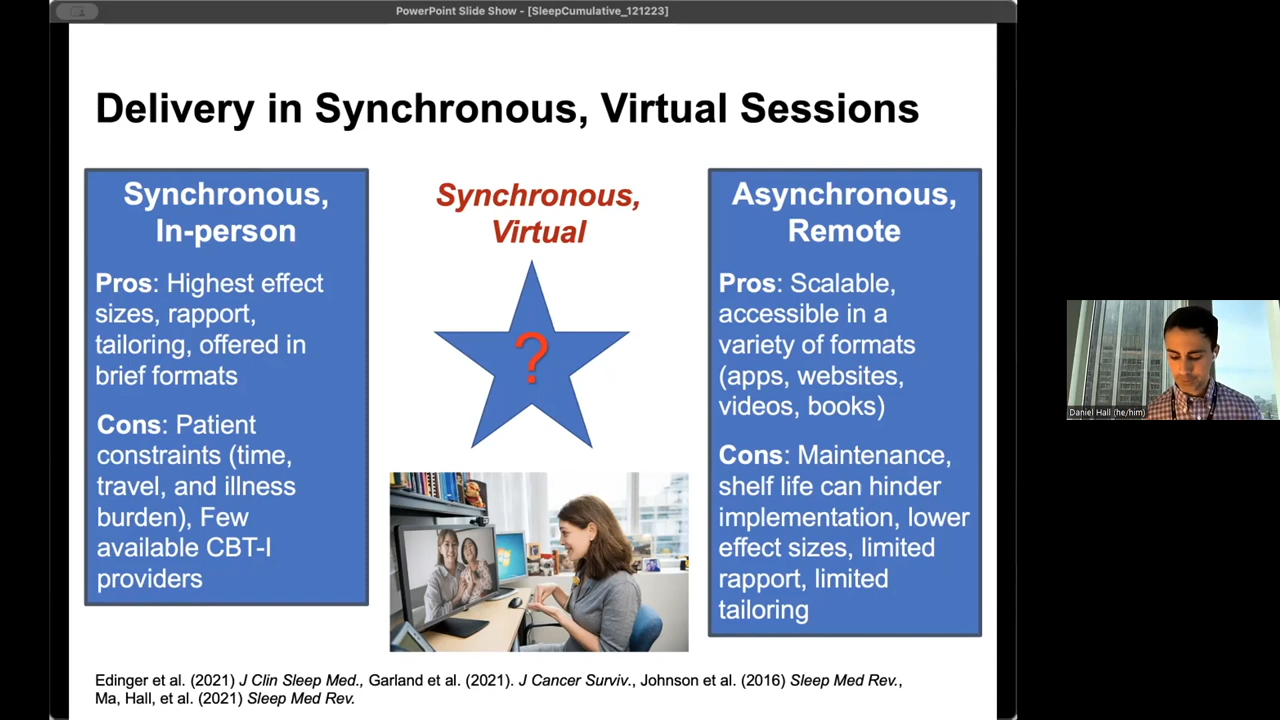 PowerPoint Slide Show - [SleepCumulative_121223]
Delivery in Synchronous, Virtual Sessions
Synchronous,
In-person
Pros: Highest effect
sizes, rapport,
tailoring, offered in
brief formats
Cons: Patient
constraints (time,
travel, and illness
burden), Few
available CBT-I
providers
Synchronous,
Virtual
?
Asynchronous,
Remote
Pros: Scalable,
accessible in a
variety of formats
(apps, websites,
videos, books)
Cons: Maintenance,
shelf life can hinder
implementation, lower
effect sizes, limited
rapport, limited
tailoring
Edinger et al. (2021) J Clin Sleep Med., Garland et al. (2021). J Cancer Surviv., Johnson et al. (2016) Sleep Med Rev.,
Ma, Hall, et al. (2021) Sleep Med Rev.
Daniel Hall (he/him)